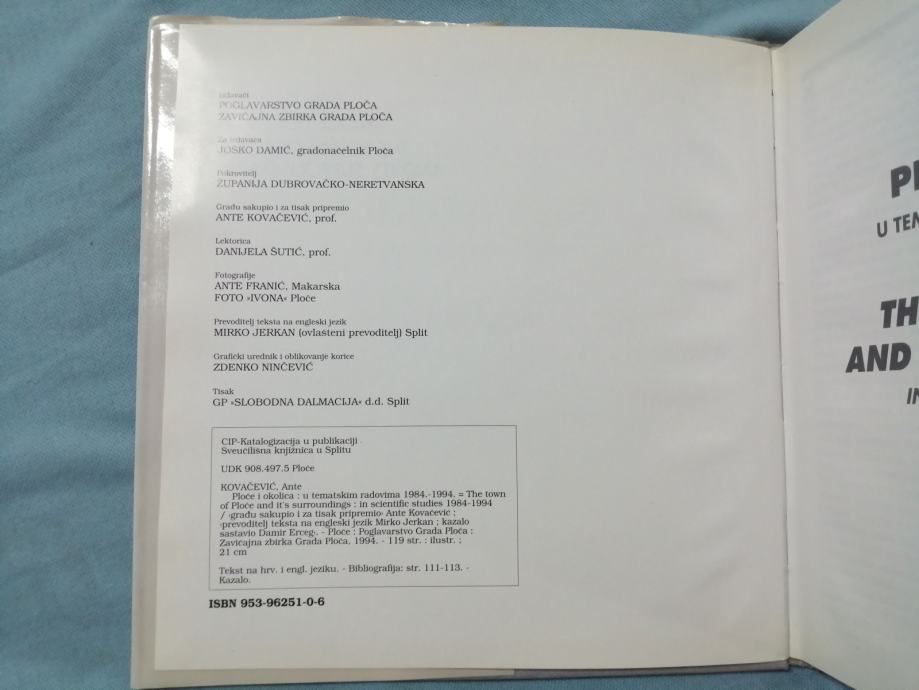 Izdavači
POGLAVARSTVO GRADA PLOČA
ZAVIČAJNA ZBIRKA GRADA PLOČA
Za izdavača
JOŠKO DAMIĆ, gradonačelnik Ploča
Pokrovitelj
ŽUPANIJA DUBROVAČKO-NERETVANSKA
Građu sakupio i za tisak pripremio
ANTE KOVAČEVIĆ, prof.
Lektorica
DANIJELA ŠUTIĆ, prof.
Fotografije
ANTE FRANIĆ, Makarska
FOTO »IVONA« Ploče
Prevoditelj teksta na engleski jezik
MIRKO JERKAN (ovlašteni prevoditelj) Split
Grafički urednik i oblikovanje korice
ZDENKO NINČEVIĆ
Tisak
GP »SLOBODNA DALMACIJA« d.d. Split
CIP-Katalogizacija u publikaciji
Sveučilišna knjižnica u Splitu
UDK 908.497.5 Ploče
KOVAČEVIĆ, Ante
Ploče i okolica : u tematskim radovima 1984.-1994. = The town
of Ploče and it's surroundings : in scientific studies 1984-1994
/ ‹građu sakupio i za tisak pripremio› Ante Kovačević ;
‹prevoditelj teksta na engleski jezik Mirko Jerkan ; kazalo
sastavio Damir Erceg›. - Ploče : Poglavarstvo Grada Ploča :
Zavičajna zbirka Grada Ploča, 1994. - 119 str. : ilustr. ;
21 cm
Tekst na hrv. i engl. jeziku. - Bibliografija: str. 111-113. -
Kazalo.
ISBN 953-96251-0-6
U
TH
AND
IN